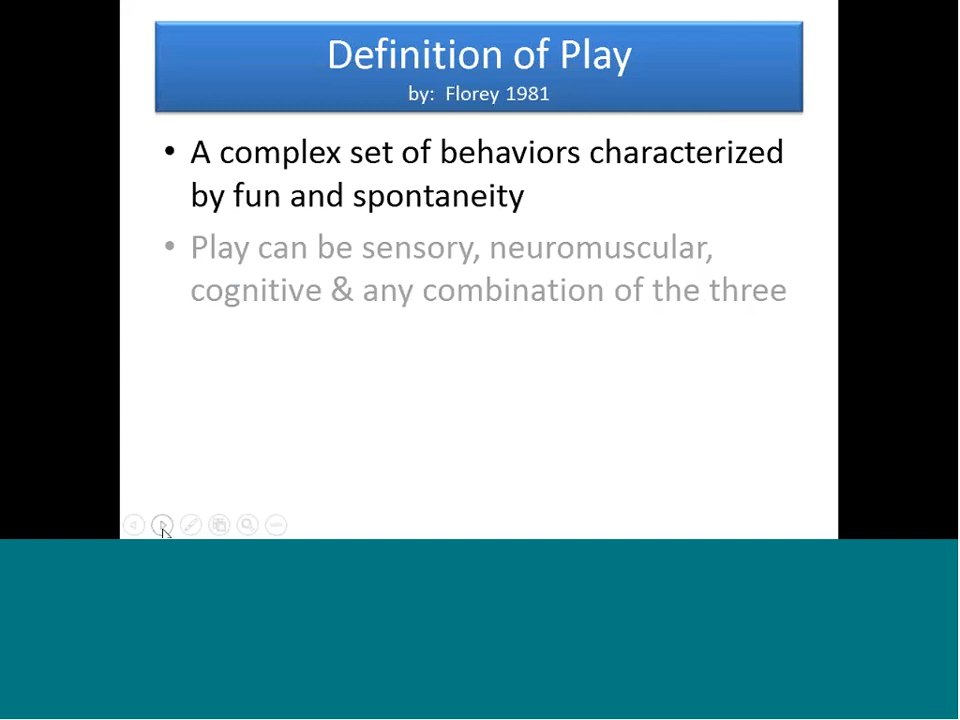 Definition of Play
by: Florey 1981
• A complex set of behaviors characterized
by fun and spontaneity
• Play can be sensory, neuromuscular,
cognitive & any combination of the three